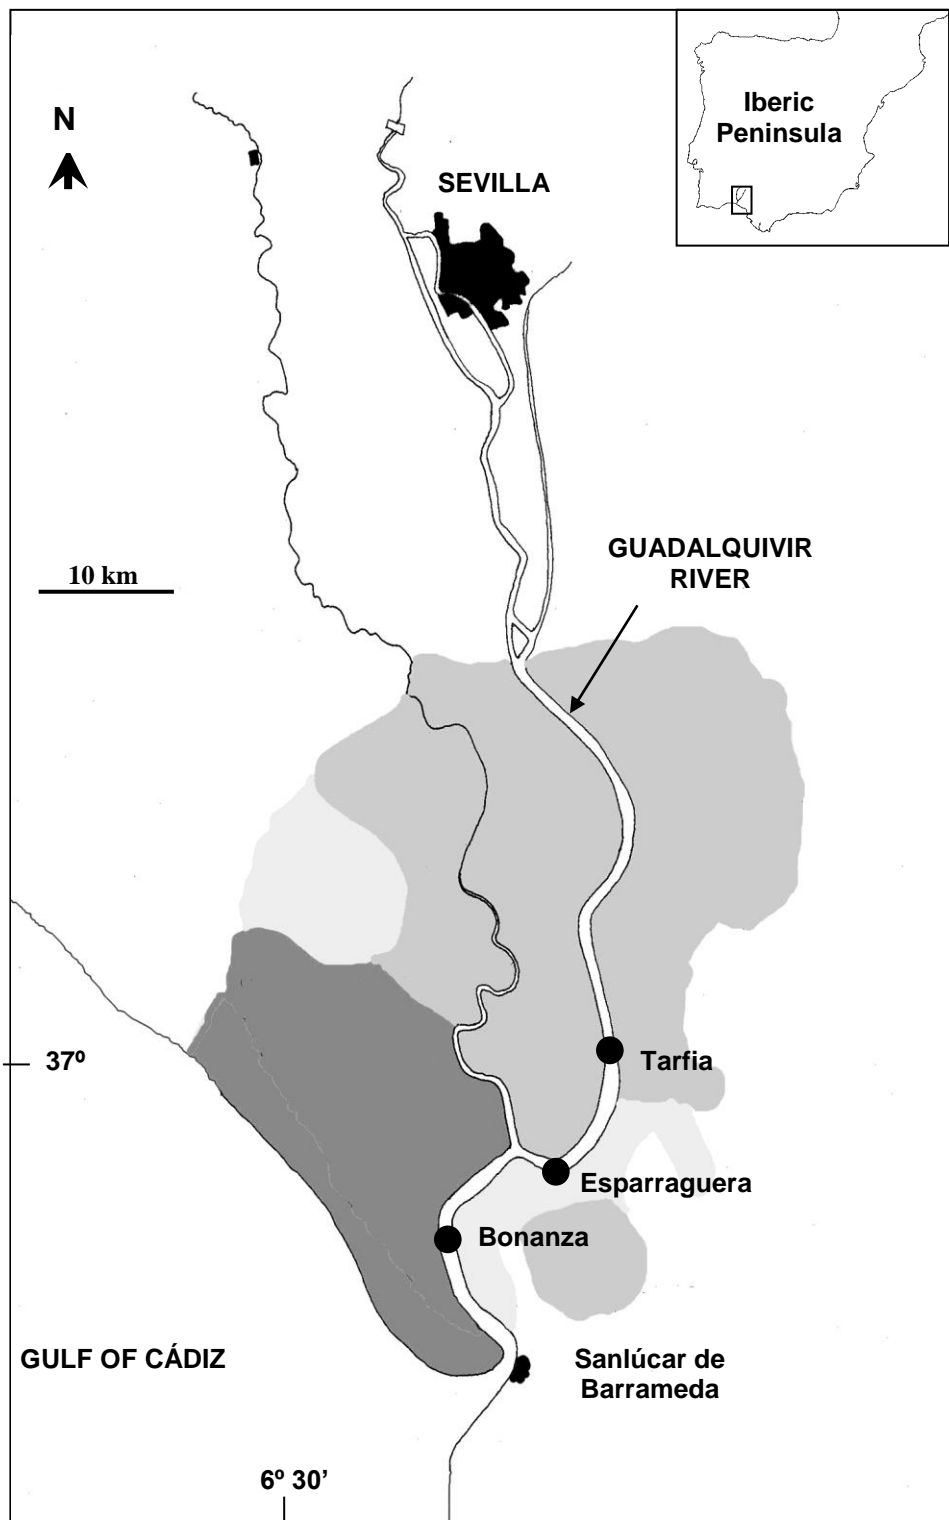 Iberic
Peninsula
N
SEVILLA
GUADALQUIVIR
RIVER
10 km
37º
Tarfia
Esparraguera
Bonanza
GULF OF CÁDIZ
Sanlúcar de
Barrameda
6º 30’